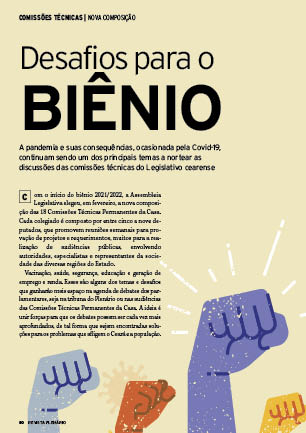 COMISSÕES TÉCNICAS | NOVA COMPOSIÇÃO
Desafios para o
BIÊNIO
A pandemia e suas consequências, ocasionada pela Covid-19,
continuam sendo um dos principais temas a nortear as
discussões das comissões técnicas do Legislativo cearense
Com o início do biênio 2021/2022, a Assembleia
Legislativa elegeu, em fevereiro, a nova composi-
ção das 18 Comissões Técnicas Permanentes da Casa.
Cada colegiado é composto por entre cinco a nove de-
putados, que promovem reuniões semanais para pro-
vação de projetos e requerimentos, muitos para a rea-
lização de audiências públicas, envolvendo
autoridades, especialistas e representantes da socie-
dade das diversas regiões do Estado.
Vacinação, saúde, segurança, educação e geração de
emprego e renda. Esses são alguns dos temas e desafios
que ganharão mais espaço na agenda de debates dos par-
lamentares, seja na tribuna do Plenário ou nas audiências
das Comissões Técnicas Permanentes da Casa. A ideia é
unir forças para que os debates possam ser cada vez mais
aprofundados, de tal forma que sejam encontradas solu-
ções para os problemas que afligem o Ceará e a população.
80 REVISTA PLENÁRIO